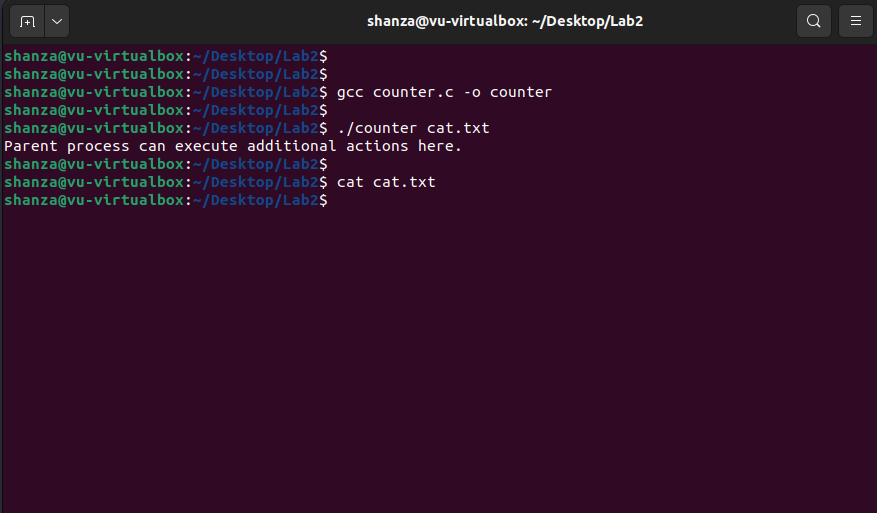 shanza@vu-virtualbox: ~/Desktop/Lab2
shanza@vu-virtualbox:~/Desktop/Lab2$
shanza@vu-virtualbox:~/Desktop/Lab2$
shanza@vu-virtualbox:~/Desktop/Lab2$ gcc counter.c -o counter
shanza@vu-virtualbox:~/Desktop/Lab2$
shanza@vu-virtualbox:~/Desktop/Lab2$ ./counter cat.txt
Parent process can execute additional actions here.
shanza@vu-virtualbox:~/Desktop/Lab2$
shanza@vu-virtualbox:~/Desktop/Lab2$ cat cat.txt
shanza@vu-virtualbox:~/Desktop/Lab2$